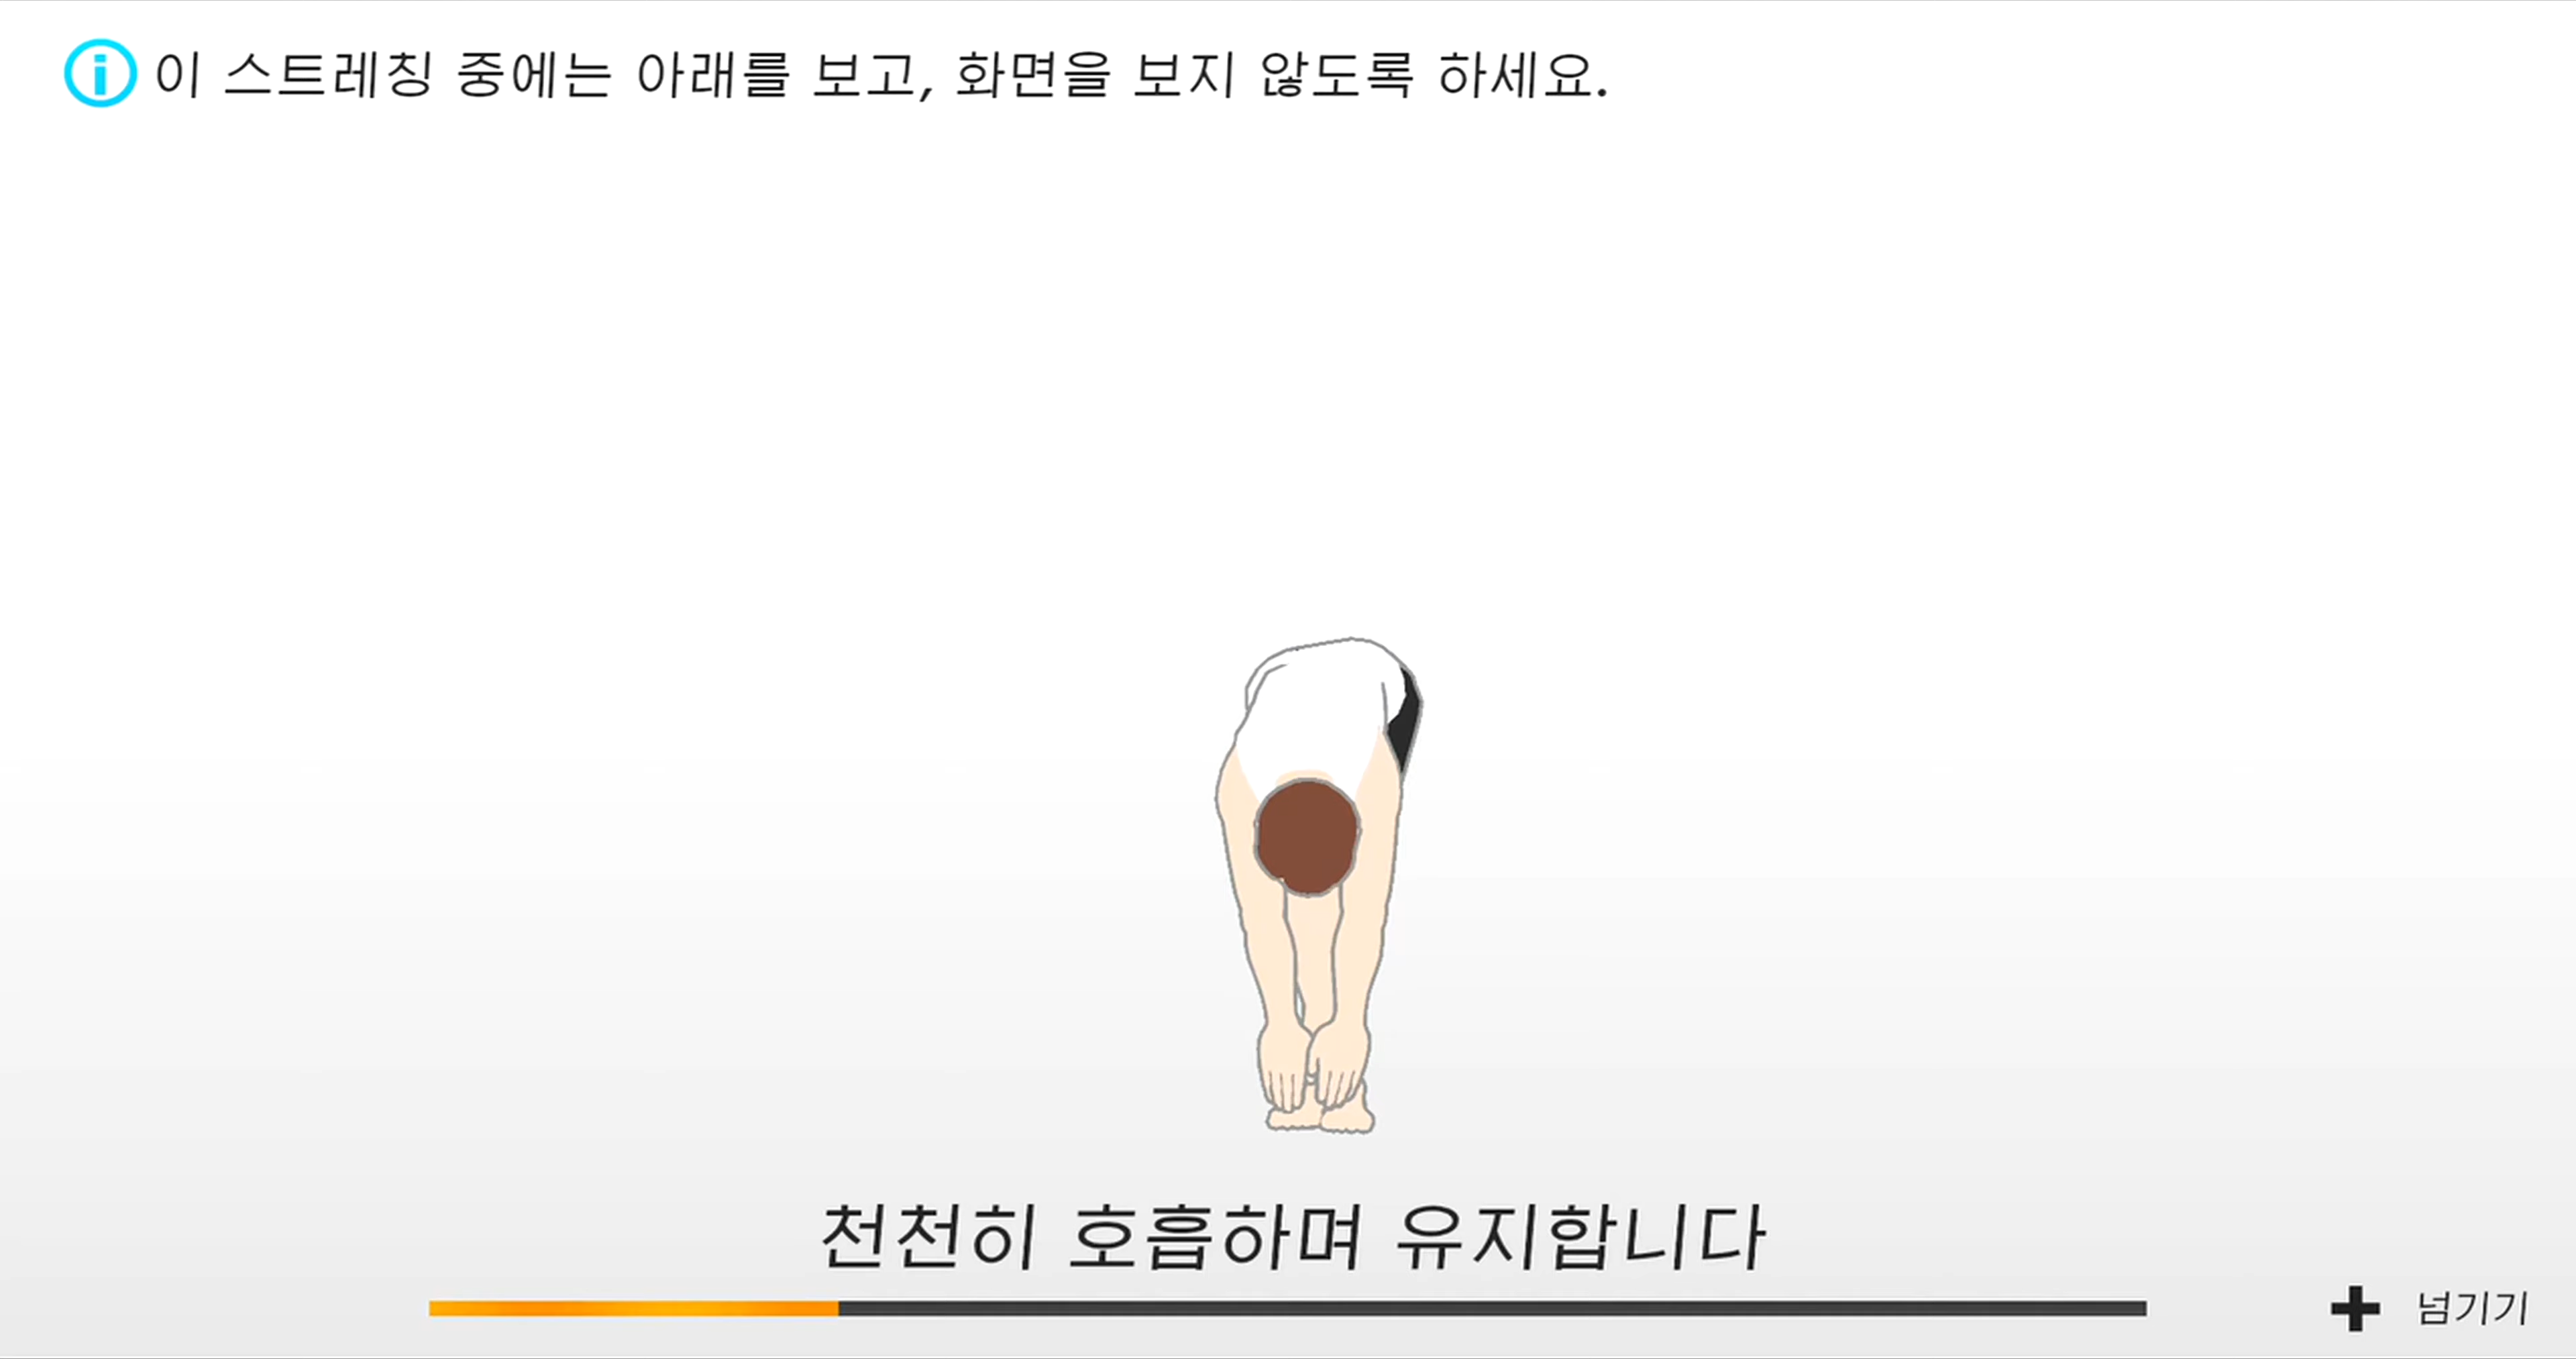 이 스트레칭 중에는 아래를 보고, 화면을 보지 않도록 하세요.
천천히 호흡하며 유지합니다
넘기기